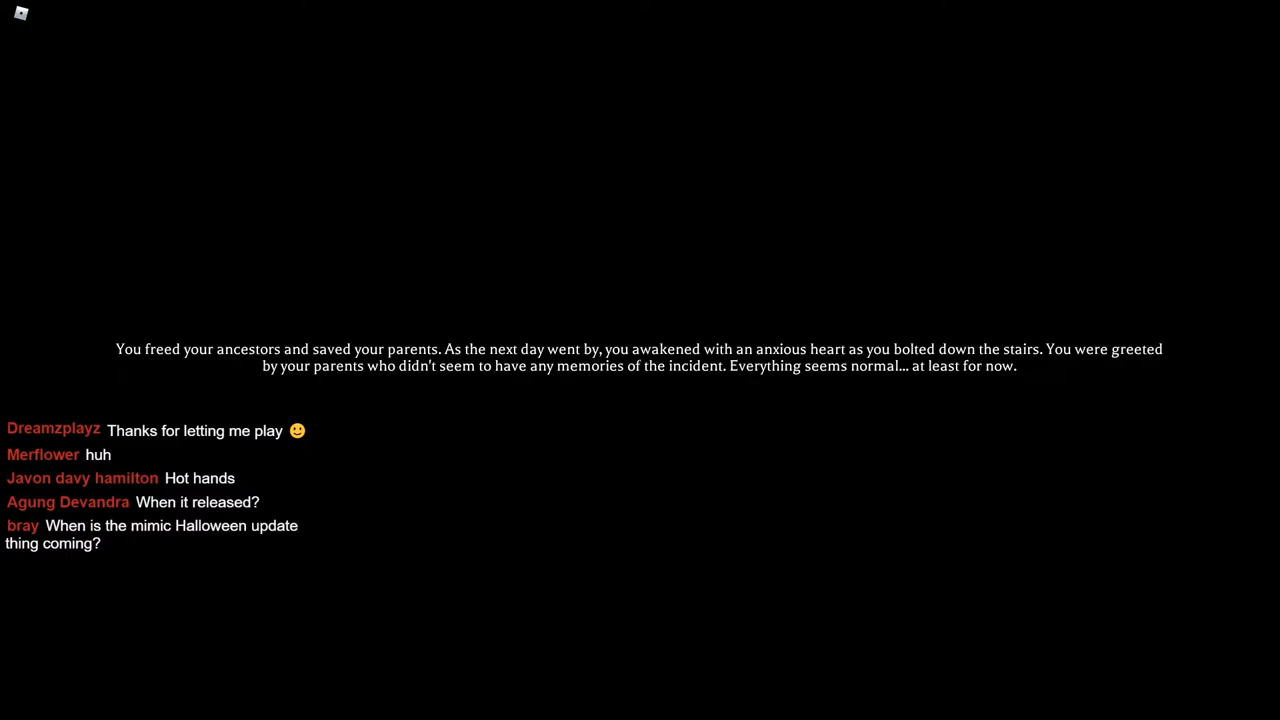 You freed your ancestors and saved your parents. As the next day went by, you awakened with an anxious heart as you bolted down the stairs. You were greeted
by your parents who didn't seem to have any memories of the incident. Everything seems normal... at least for now.
Dreamzplayz Thanks for letting me play 🙂
Merflower huh
Javon davy hamilton Hot hands
Agung Devandra When it released?
bray When is the mimic Halloween update
thing coming?